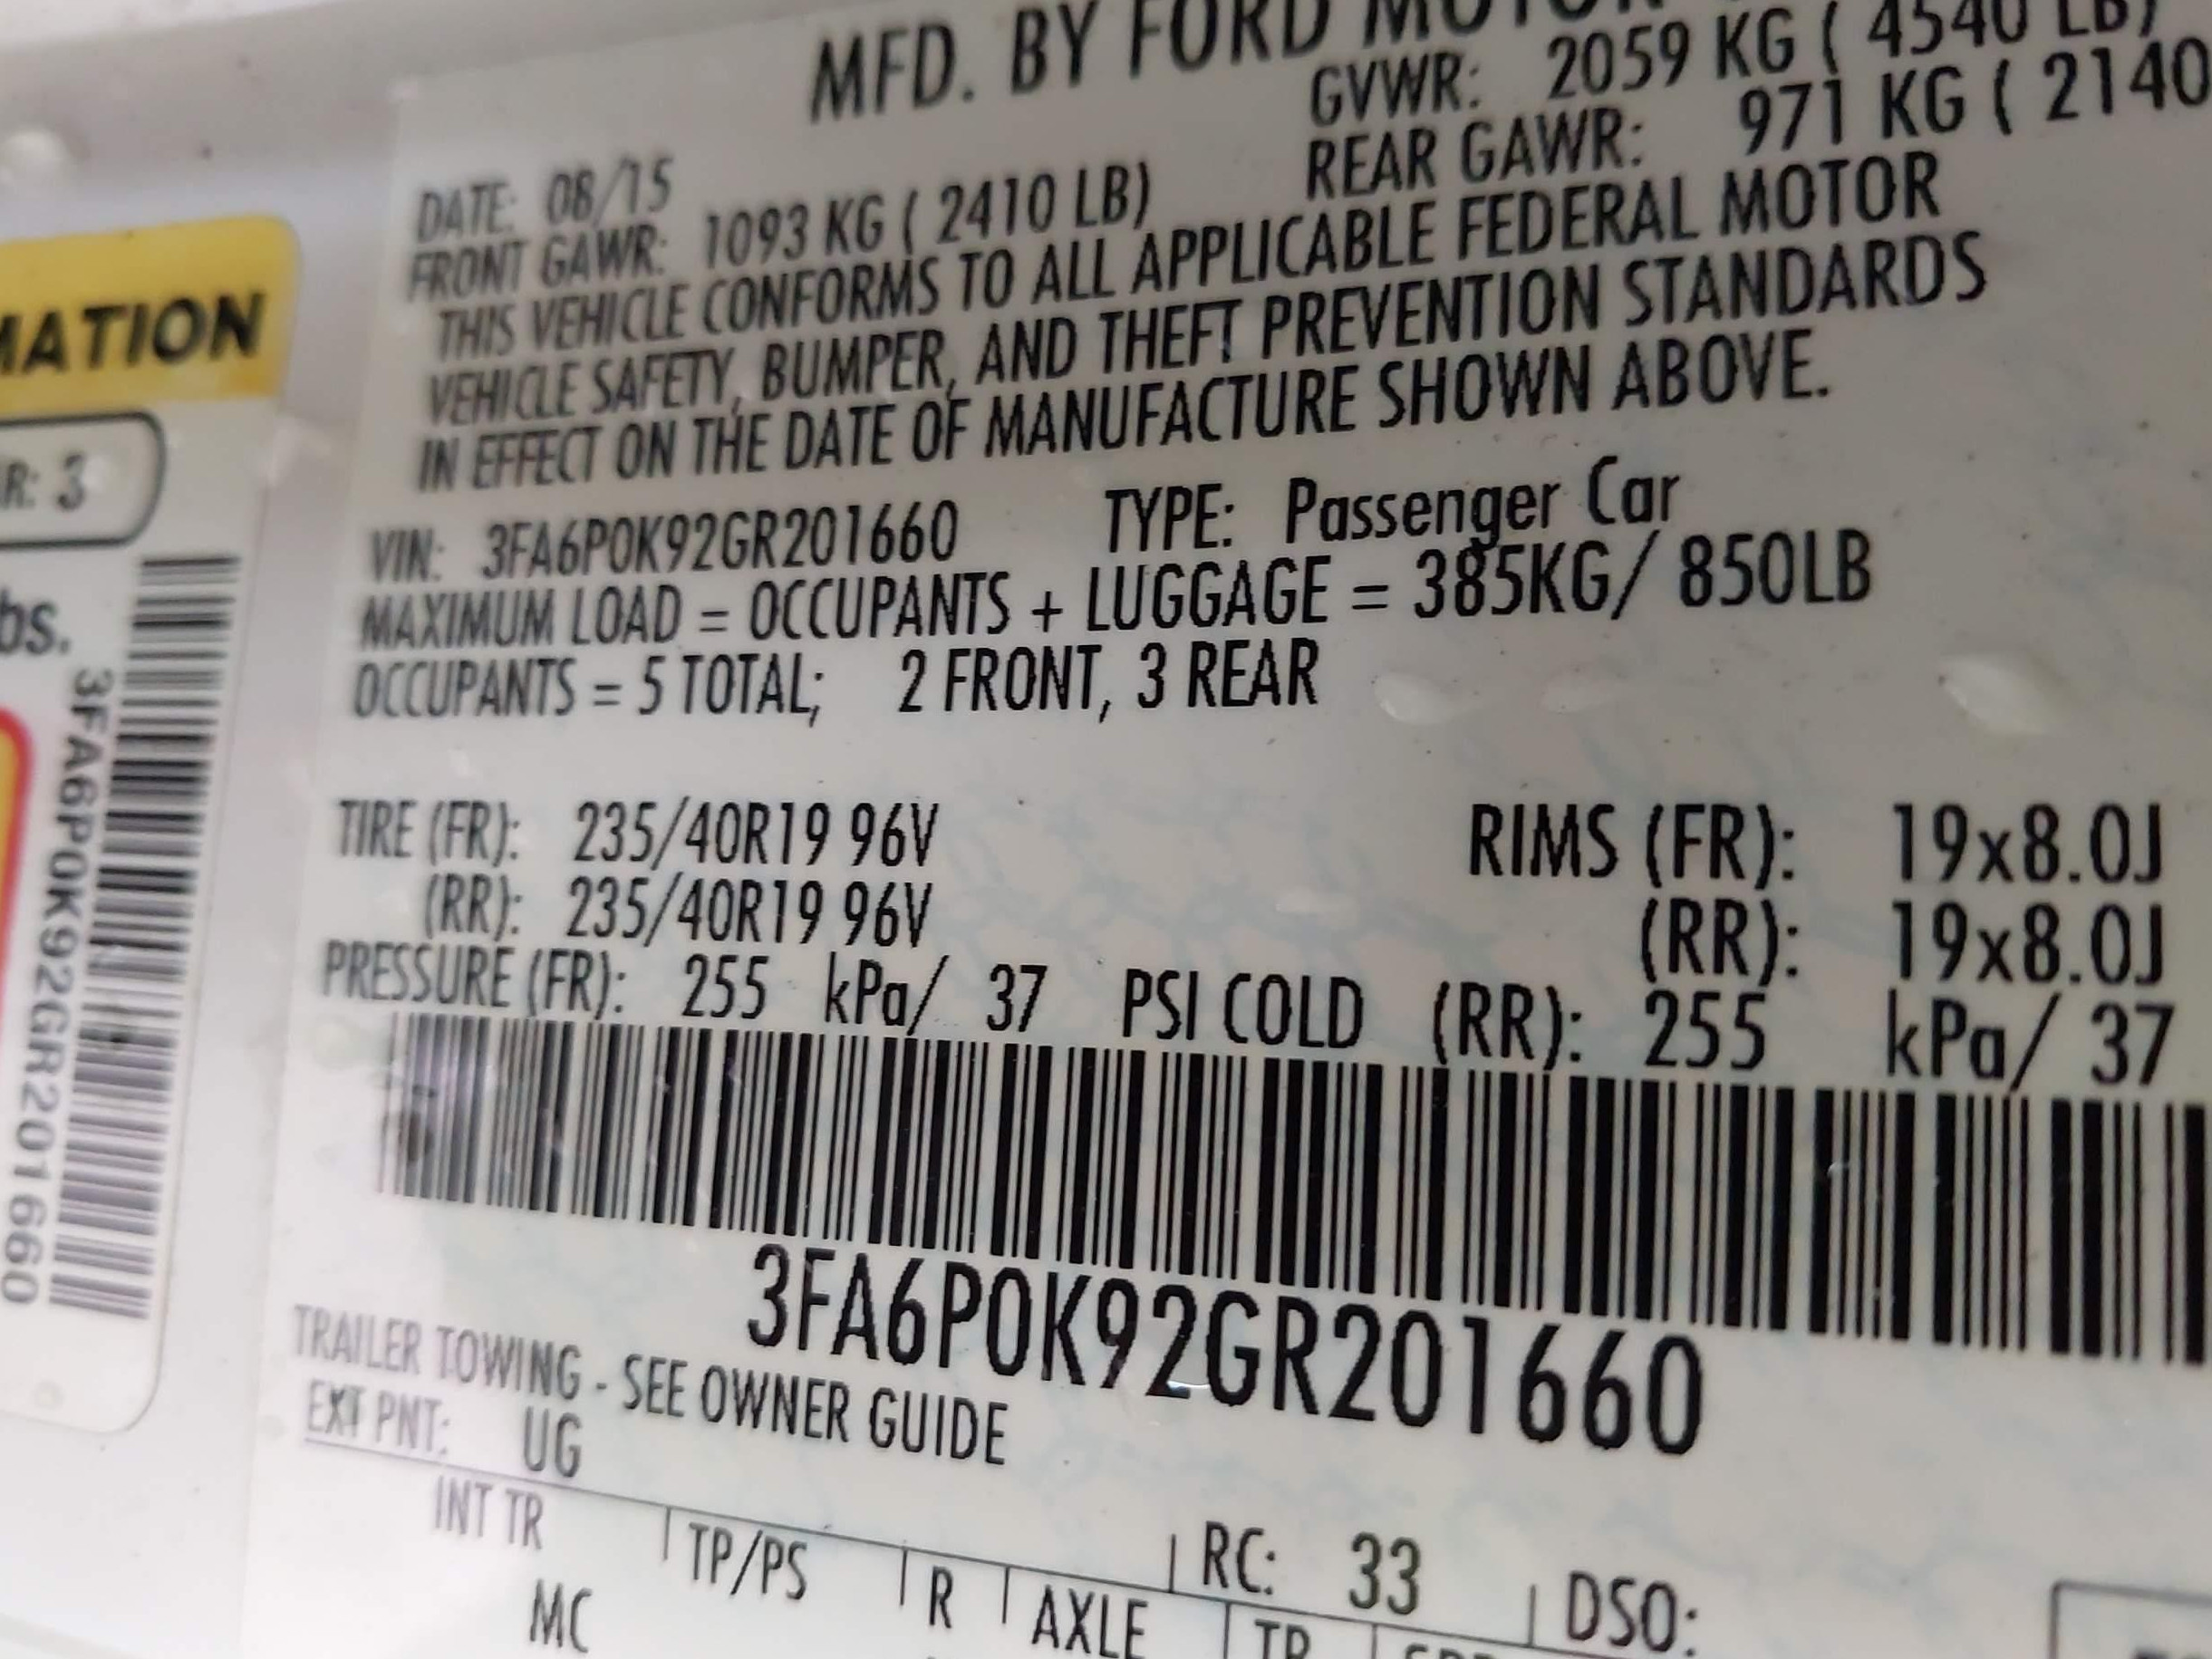 MFD. BY FORD MOTOR
GVWR: 2059 KG ( 4540 LB)
DATE: 08/15
REAR GAWR: 971 KG ( 2140
FRONT GAWR: 1093 KG ( 2410 LB)
THIS VEHICLE CONFORMS TO ALL APPLICABLE FEDERAL MOTOR
VEHICLE SAFETY, BUMPER, AND THEFT PREVENTION STANDARDS
IN EFFECT ON THE DATE OF MANUFACTURE SHOWN ABOVE.
VIN: 3FA6P0K92GR201660 TYPE: Passenger Car
MAXIMUM LOAD = OCCUPANTS + LUGGAGE = 385KG/ 850LB
OCCUPANTS = 5 TOTAL; 2 FRONT, 3 REAR
TIRE (FR): 235/40R19 96V RIMS (FR): 19x8.0J
(RR): 235/40R19 96V (RR): 19x8.0J
PRESSURE (FR): 255 kPa/ 37 PSI COLD (RR): 255 kPa/ 37
3FA6P0K92GR201660
TRAILER TOWING - SEE OWNER GUIDE
EXT PNT: UG RC: 33 DSO:
INT TR TP/PS R AXLE TR
MC
MATION
R: 3
bs.
3FA6P0K92GR201660